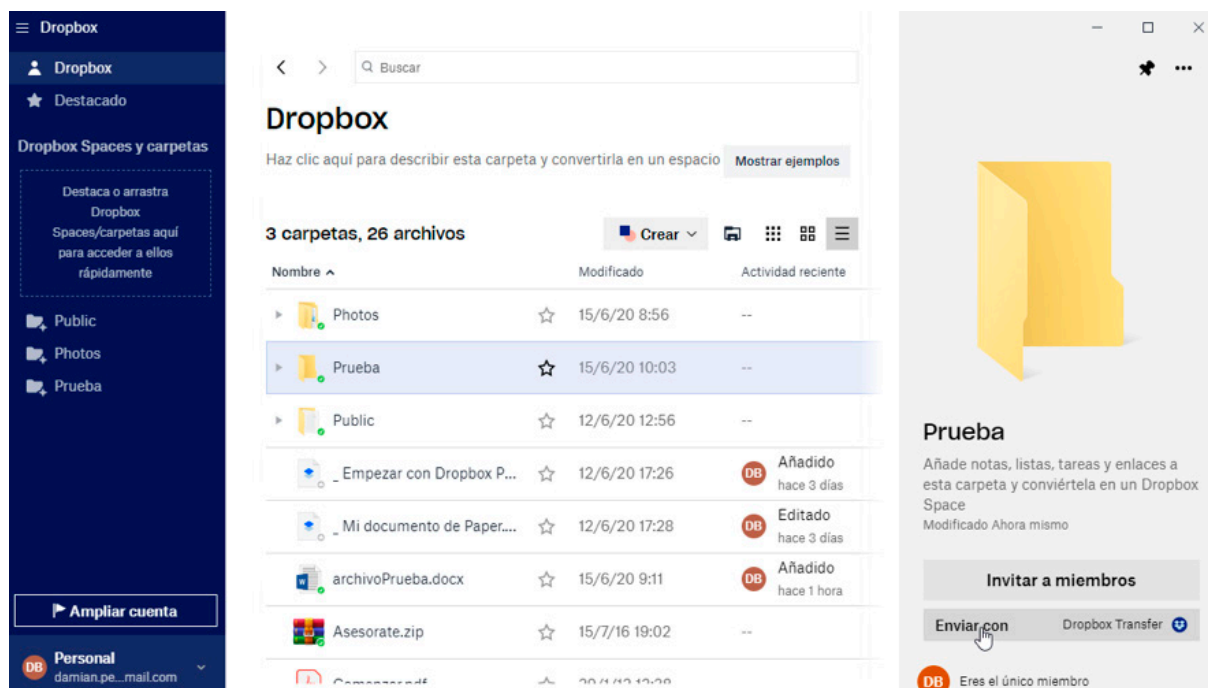 Dropbox
Dropbox
Destacado
Dropbox Spaces y carpetas
Destaca o arrastra
Dropbox
Spaces/carpetas aquí
para acceder a ellos
rápidamente
Public
Photos
Prueba
Ampliar cuenta
DB
Personal
damian.pe...mail.com
Buscar
Dropbox
Haz clic aquí para describir esta carpeta y convertirla en un espacio Mostrar ejemplos
3 carpetas, 26 archivos Crear
Nombre Modificado Actividad reciente
Photos 15/6/20 8:56 --
Prueba 15/6/20 10:03 --
Public 12/6/20 12:56 --
_ Empezar con Dropbox P... 12/6/20 17:26 DB Añadido
hace 3 días
_ Mi documento de Paper.... 12/6/20 17:28 DB Editado
hace 3 días
archivoPrueba.docx 15/6/20 9:11 DB Añadido
hace 1 hora
Asesorate.zip 15/7/16 19:02 --
Prueba
Añade notas, listas, tareas y enlaces a
esta carpeta y conviértela en un Dropbox
Space
Modificado Ahora mismo
Invitar a miembros
Enviar con Dropbox Transfer
DB Eres el único miembro